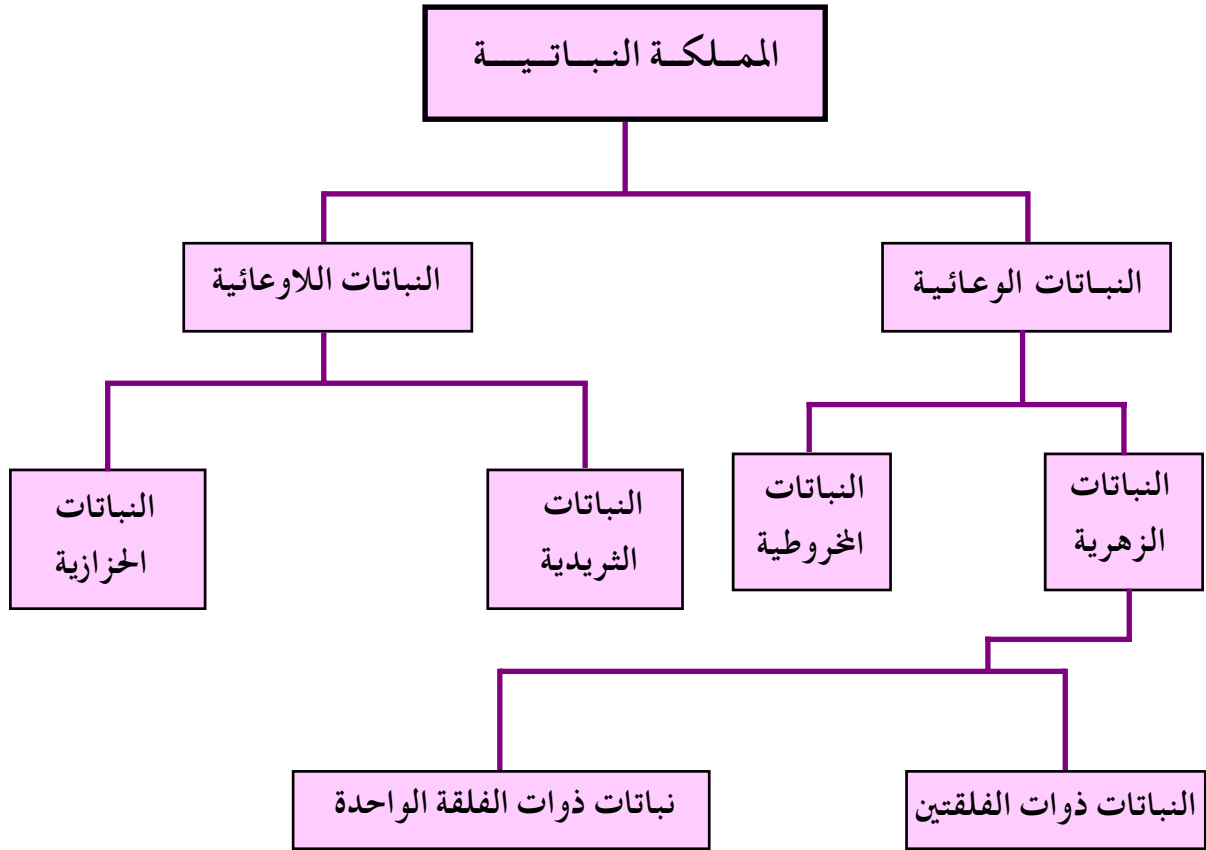 المملكة النباتية
النباتات الوعائية
النباتات اللاوعائية
النباتات
الزهرية
النباتات
المخروطية
النباتات
الثريدية
النباتات
الحزازية
النباتات ذوات الفلقتين
نباتات ذوات الفلقة الواحدة